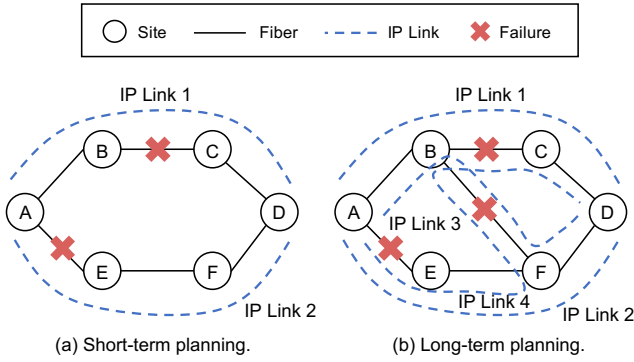 Site Fiber IP Link Failure
IP Link 1
B C
A D
E F
IP Link 2
(a) Short-term planning.
IP Link 1
B C
A D
IP Link 3
E F
IP Link 4
IP Link 2
(b) Long-term planning.